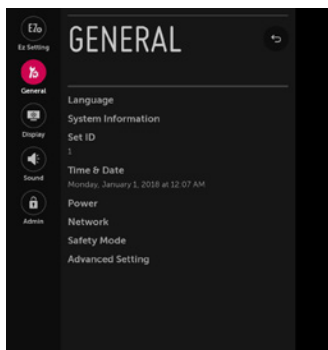 GENERAL
Ez Setting
General
Display
Sound
Admin
Language
System Information
Set ID
1
Time & Date
Monday, January 1, 2018 at 12:07 AM
Power
Network
Safety Mode
Advanced Setting